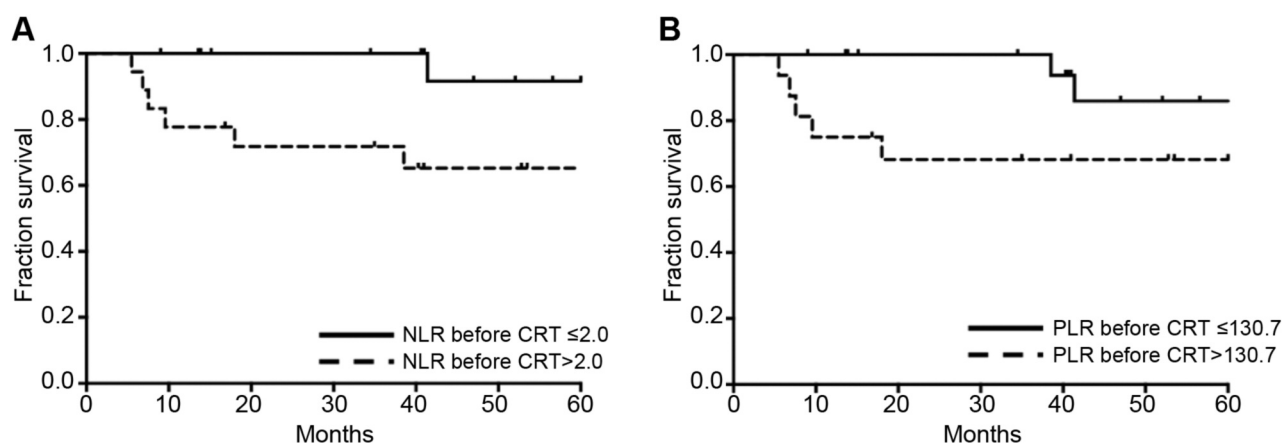 A
Fraction survival
1.0
0.8
0.6
0.4
0.2
0.0
NLR before CRT ≤2.0
NLR before CRT>2.0
0 10 20 30 40 50 60
Months
B
Fraction survival
1.0
0.8
0.6
0.4
0.2
0.0
PLR before CRT ≤130.7
PLR before CRT>130.7
0 10 20 30 40 50 60
Months